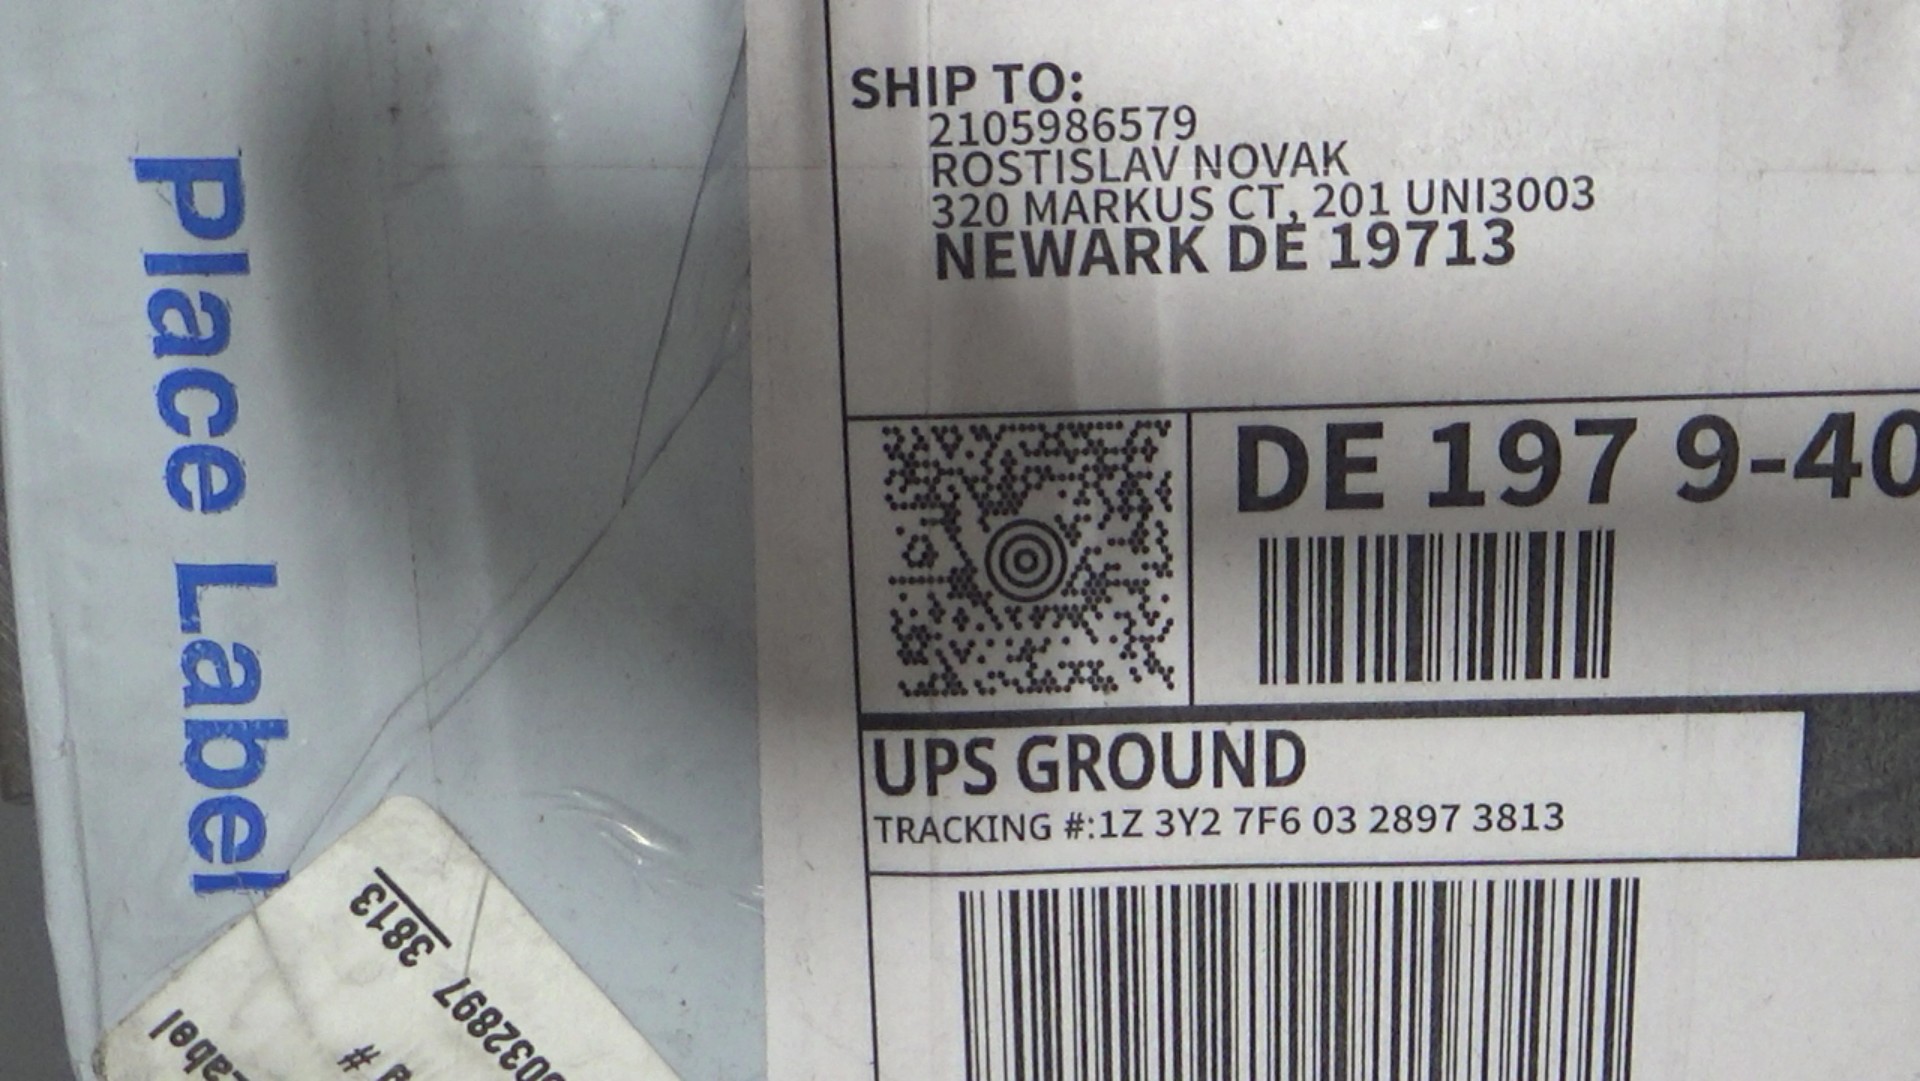 Place Label
SHIP TO:
2105986579
ROSTISLAV NOVAK
320 MARKUS CT, 201 UNI3003
NEWARK DE 19713
DE 197 9-40
UPS GROUND
TRACKING #:1Z 3Y2 7F6 03 2897 3813
3813
0032897
#
Label